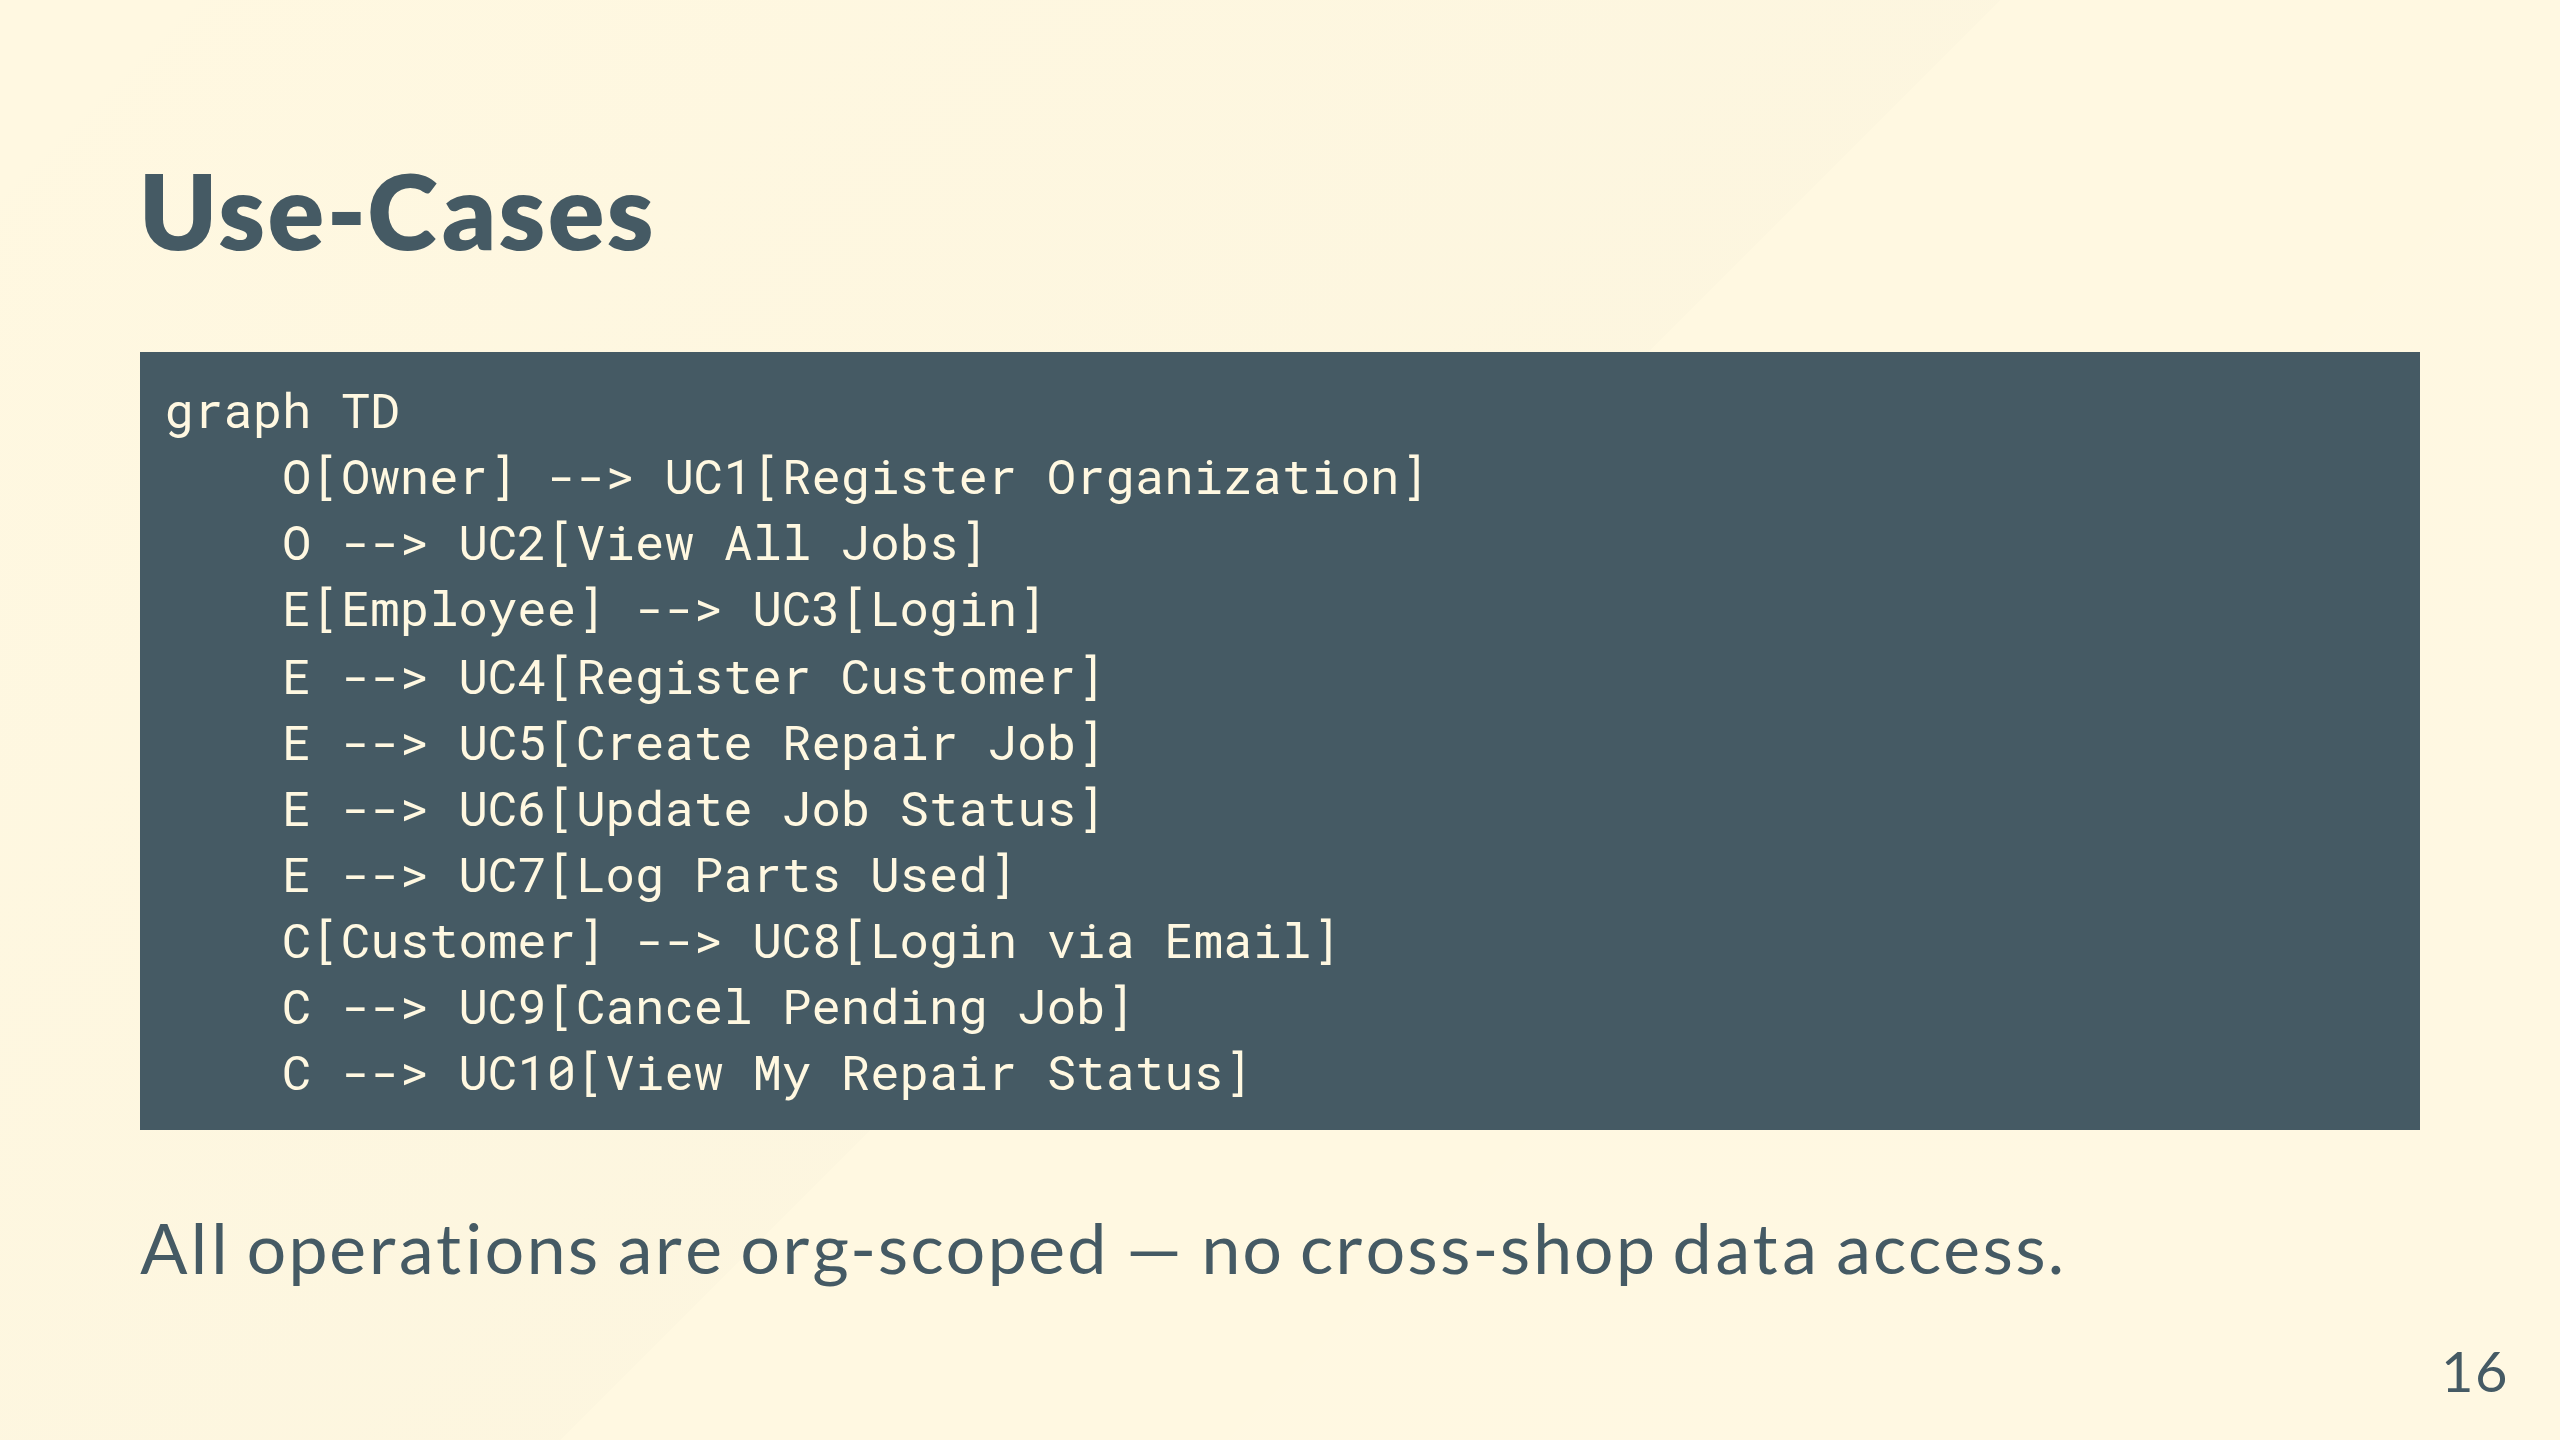 Use-Cases
graph TD
    O[Owner] --> UC1[Register Organization]
    O --> UC2[View All Jobs]
    E[Employee] --> UC3[Login]
    E --> UC4[Register Customer]
    E --> UC5[Create Repair Job]
    E --> UC6[Update Job Status]
    E --> UC7[Log Parts Used]
    C[Customer] --> UC8[Login via Email]
    C --> UC9[Cancel Pending Job]
    C --> UC10[View My Repair Status]
All operations are org-scoped — no cross-shop data access.
16